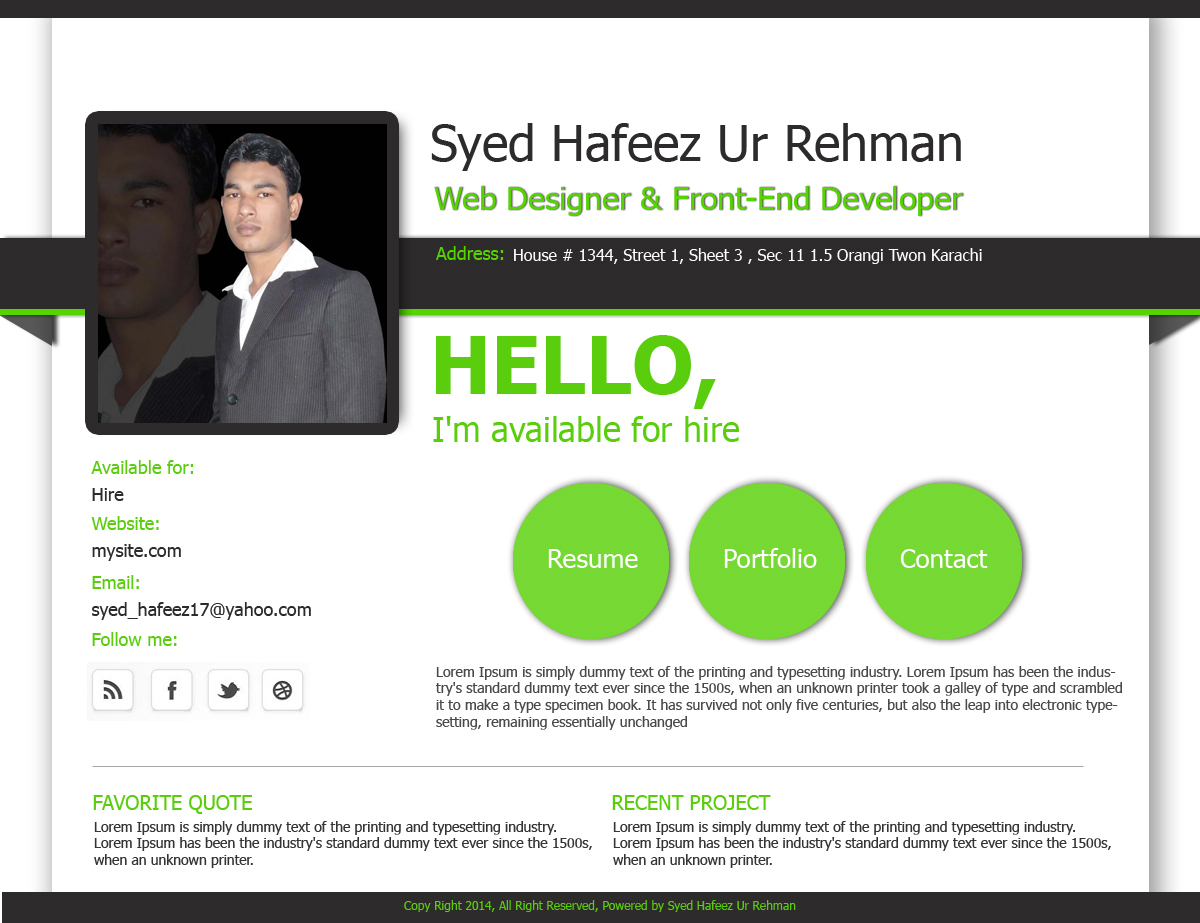 Syed Hafeez Ur Rehman
Web Designer & Front-End Developer
Address: House # 1344, Street 1, Sheet 3 , Sec 11 1.5 Orangi Twon Karachi
HELLO,
I'm available for hire
Available for:
Hire
Website:
mysite.com
Email:
syed_hafeez17@yahoo.com
Follow me:
f
Resume
Portfolio
Contact
Lorem Ipsum is simply dummy text of the printing and typesetting industry. Lorem Ipsum has been the indus-
try's standard dummy text ever since the 1500s, when an unknown printer took a galley of type and scrambled
it to make a type specimen book. It has survived not only five centuries, but also the leap into electronic type-
setting, remaining essentially unchanged
FAVORITE QUOTE
Lorem Ipsum is simply dummy text of the printing and typesetting industry.
Lorem Ipsum has been the industry's standard dummy text ever since the 1500s,
when an unknown printer.
RECENT PROJECT
Lorem Ipsum is simply dummy text of the printing and typesetting industry.
Lorem Ipsum has been the industry's standard dummy text ever since the 1500s,
when an unknown printer.
Copy Right 2014, All Right Reserved, Powered by Syed Hafeez Ur Rehman